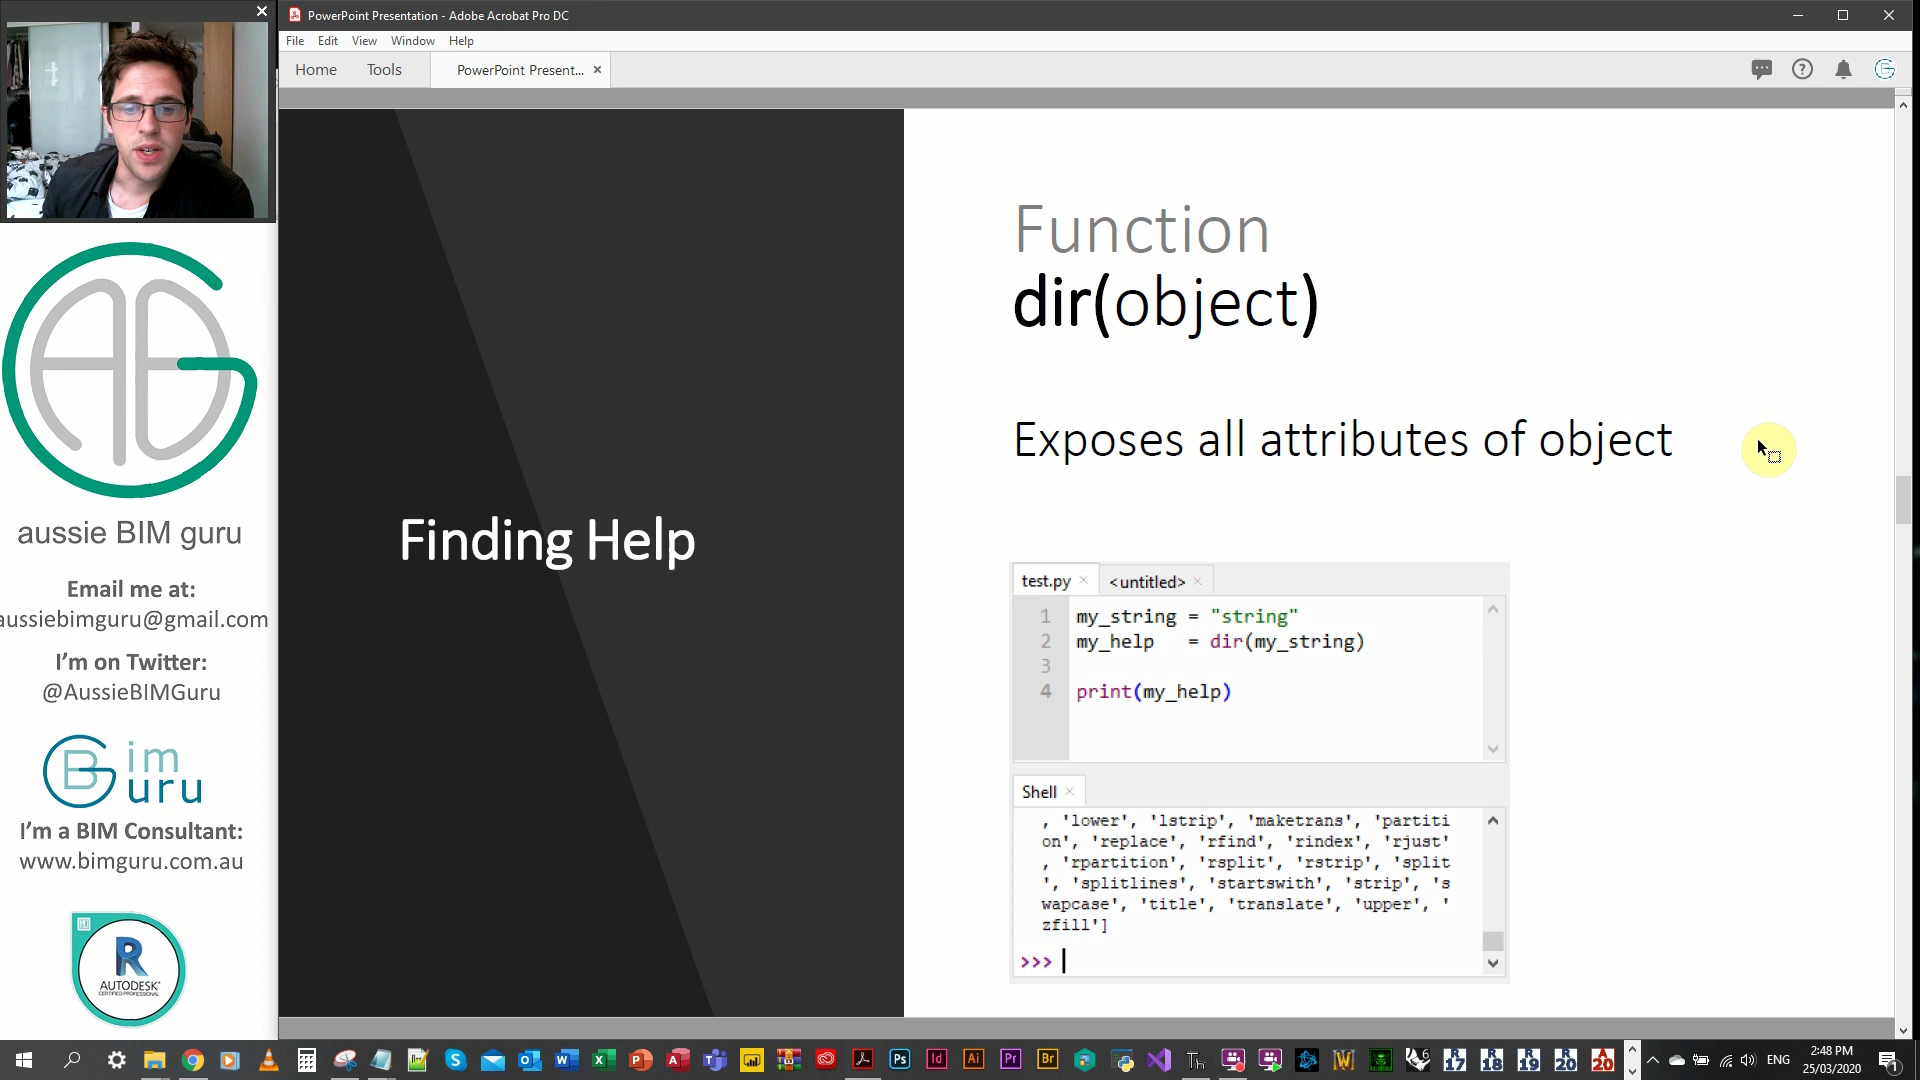 PowerPoint Presentation - Adobe Acrobat Pro DC
File Edit View Window Help
Home Tools PowerPoint Present...
aussie BIM guru
Email me at:
aussiebimguru@gmail.com
I'm on Twitter:
@AussieBIMGuru
Bim
Guru
I'm a BIM Consultant:
www.bimguru.com.au
R
AUTODESK
CERTIFIED PROFESSIONAL
Finding Help
Function
dir(object)
Exposes all attributes of object
test.py <untitled>
1 my_string = "string"
2 my_help = dir(my_string)
3
4 print(my_help)
Shell
, 'lower', 'lstrip', 'maketrans', 'partiti
on', 'replace', 'rfind', 'rindex', 'rjust'
, 'rpartition', 'rsplit', 'rstrip', 'split
', 'splitlines', 'startswith', 'strip', 's
wapcase', 'title', 'translate', 'upper', '
zfill']
>>>
ENG
2:48 PM
25/03/2020